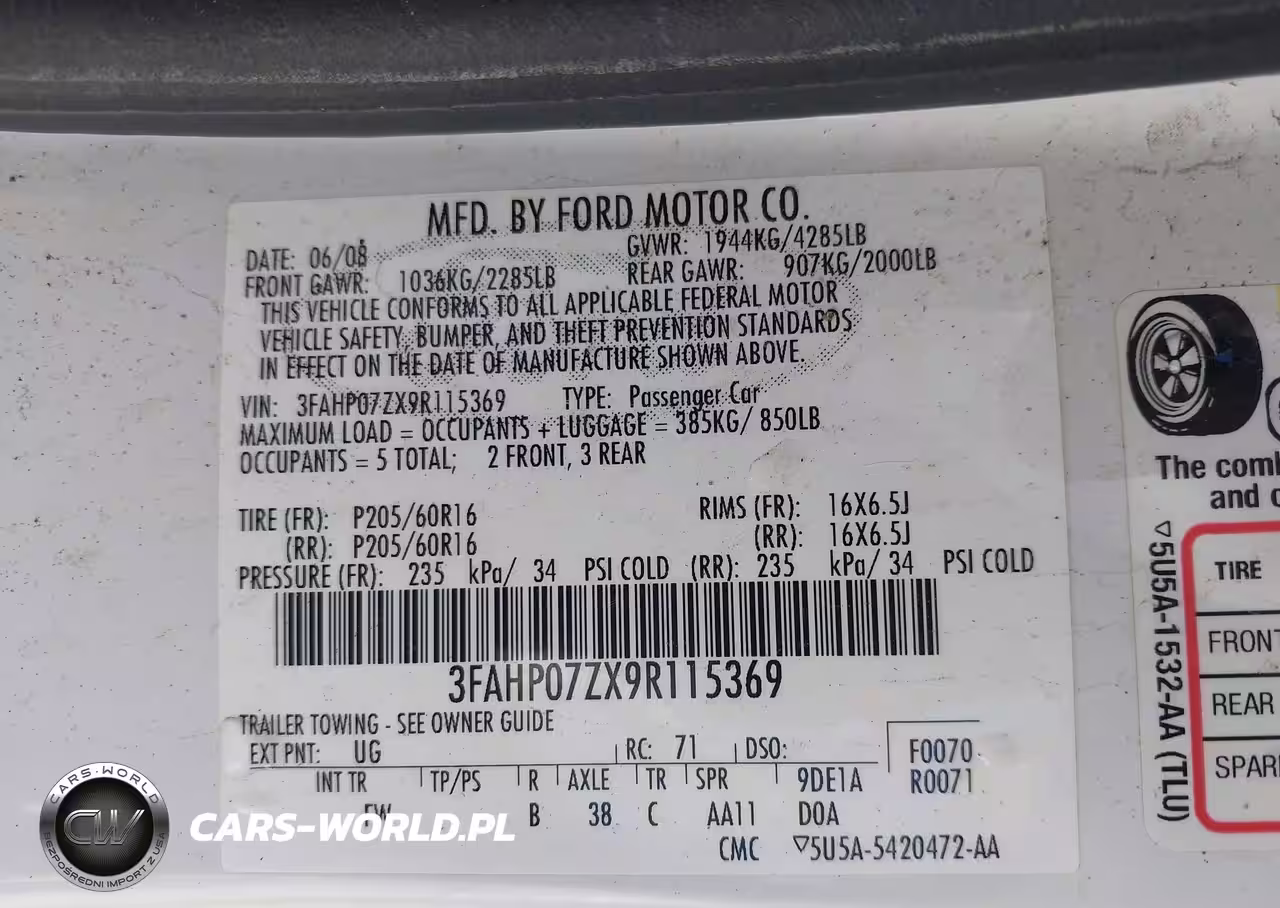 MFD. BY FORD MOTOR CO.
DATE: 06/08 GVWR: 1944KG/4285LB
FRONT GAWR: 1036KG/2285LB REAR GAWR: 907KG/2000LB
THIS VEHICLE CONFORMS TO ALL APPLICABLE FEDERAL MOTOR
VEHICLE SAFETY, BUMPER, AND THEFT PREVENTION STANDARDS
IN EFFECT ON THE DATE OF MANUFACTURE SHOWN ABOVE.
VIN: 3FAHP07ZX9R115369 TYPE: Passenger Car
MAXIMUM LOAD = OCCUPANTS + LUGGAGE = 385KG/ 850LB
OCCUPANTS = 5 TOTAL; 2 FRONT, 3 REAR
TIRE (FR): P205/60R16 RIMS (FR): 16X6.5J
(RR): P205/60R16 (RR): 16X6.5J
PRESSURE (FR): 235 kPa/ 34 PSI COLD (RR): 235 kPa/ 34 PSI COLD
3FAHP07ZX9R115369
TRAILER TOWING - SEE OWNER GUIDE
EXT PNT: UG RC: 71 DSO: F0070
INT TR TP/PS R AXLE TR SPR 9DE1A R0071
B 38 C AA11 D0A
CMC ▽5U5A-5420472-AA
The comb
and c
▽5U5A-1532-AA (TLU)
TIRE
FRONT
REAR
SPAR
CARS-WORLD
CW
BEZPOŚREDNI IMPORT Z USA
CARS-WORLD.PL